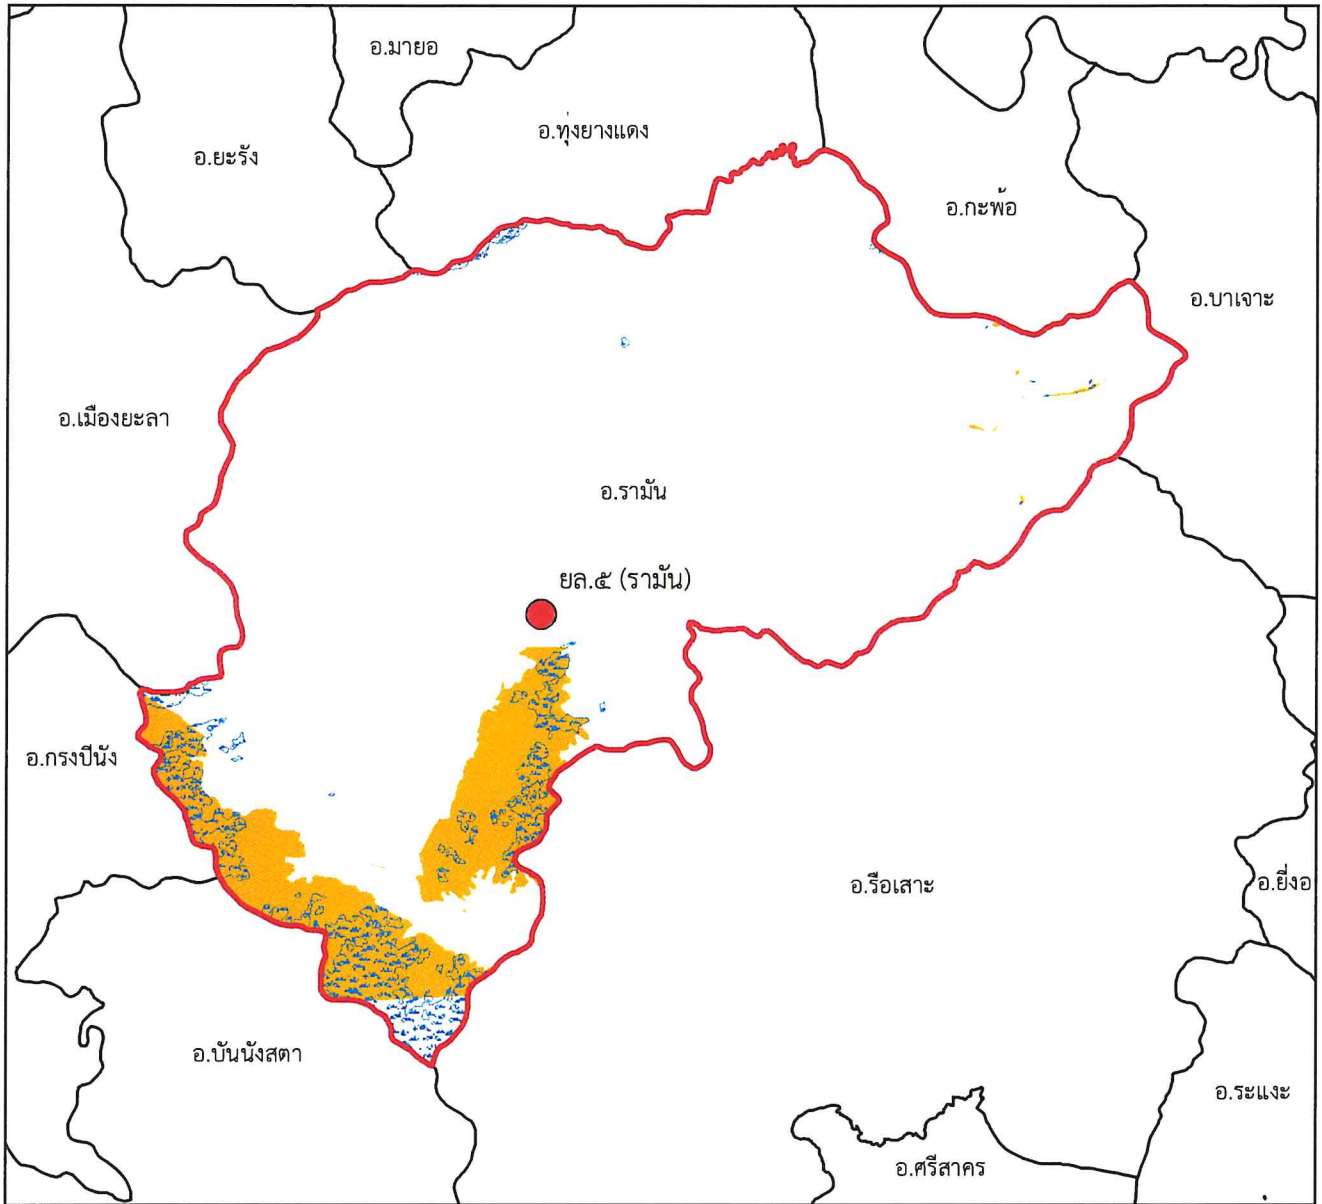 อ.มายอ
อ.ทุ่งยางแดง
อ.ยะรัง
อ.กะพ้อ
อ.บาเจาะ
อ.เมืองยะลา
อ.รามัน
ยล.๕ (รามัน)
อ.กรงปีนัง
อ.รือเสาะ
อ.ยี่งอ
อ.บันนังสตา
อ.ระแงะ
อ.ศรีสาคร